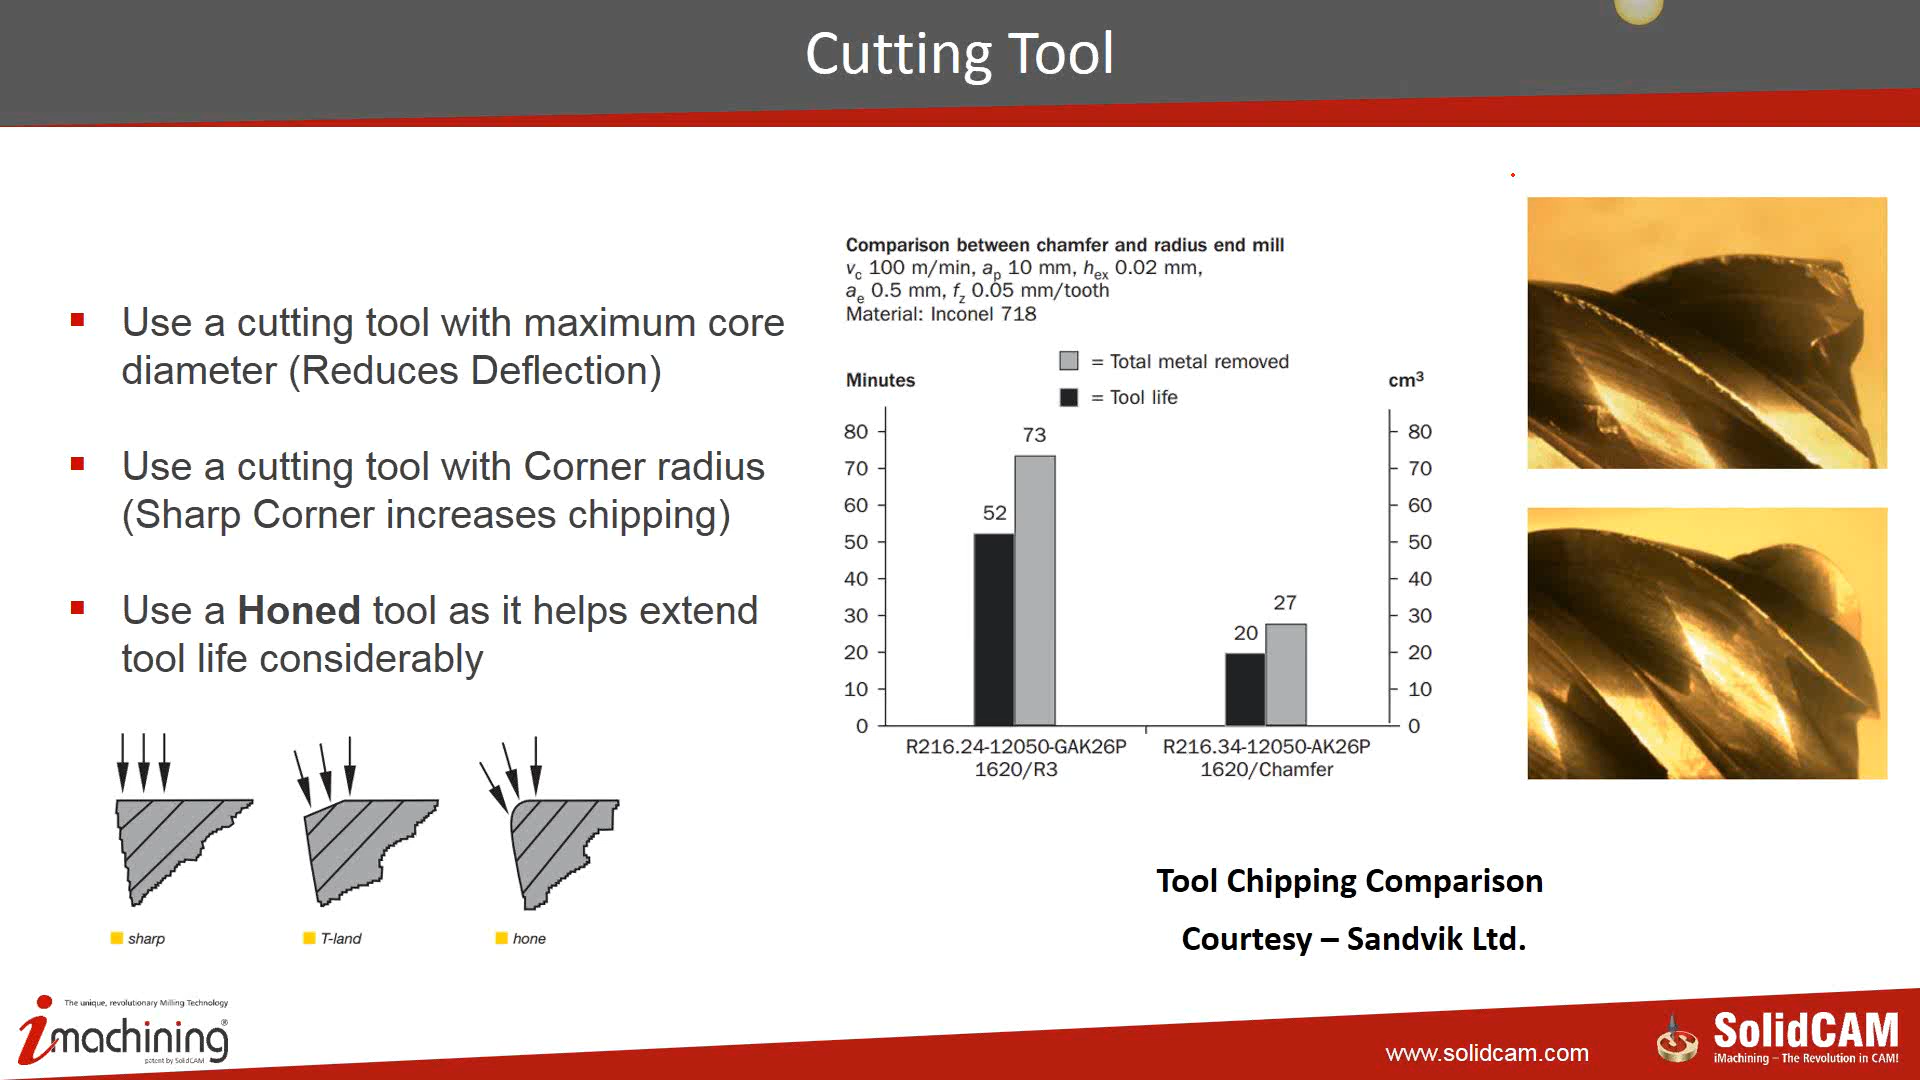 Cutting Tool
Use a cutting tool with maximum core
diameter (Reduces Deflection)
Use a cutting tool with Corner radius
(Sharp Corner increases chipping)
Use a Honed tool as it helps extend
tool life considerably
sharp
T-land
hone
Comparison between chamfer and radius end mill
vc 100 m/min, ap 10 mm, hex 0.02 mm,
ae 0.5 mm, fz 0.05 mm/tooth
Material: Inconel 718
= Total metal removed
= Tool life
Minutes
cm³
80
70
60
50
40
30
20
10
0
52
73
20
27
80
70
60
50
40
30
20
10
0
R216.24-12050-GAK26P
1620/R3
R216.34-12050-AK26P
1620/Chamfer
Tool Chipping Comparison
Courtesy – Sandvik Ltd.
The unique, revolutionary Milling Technology
imachining®
patent by SolidCAM
www.solidcam.com
SolidCAM
iMachining – The Revolution in CAM!